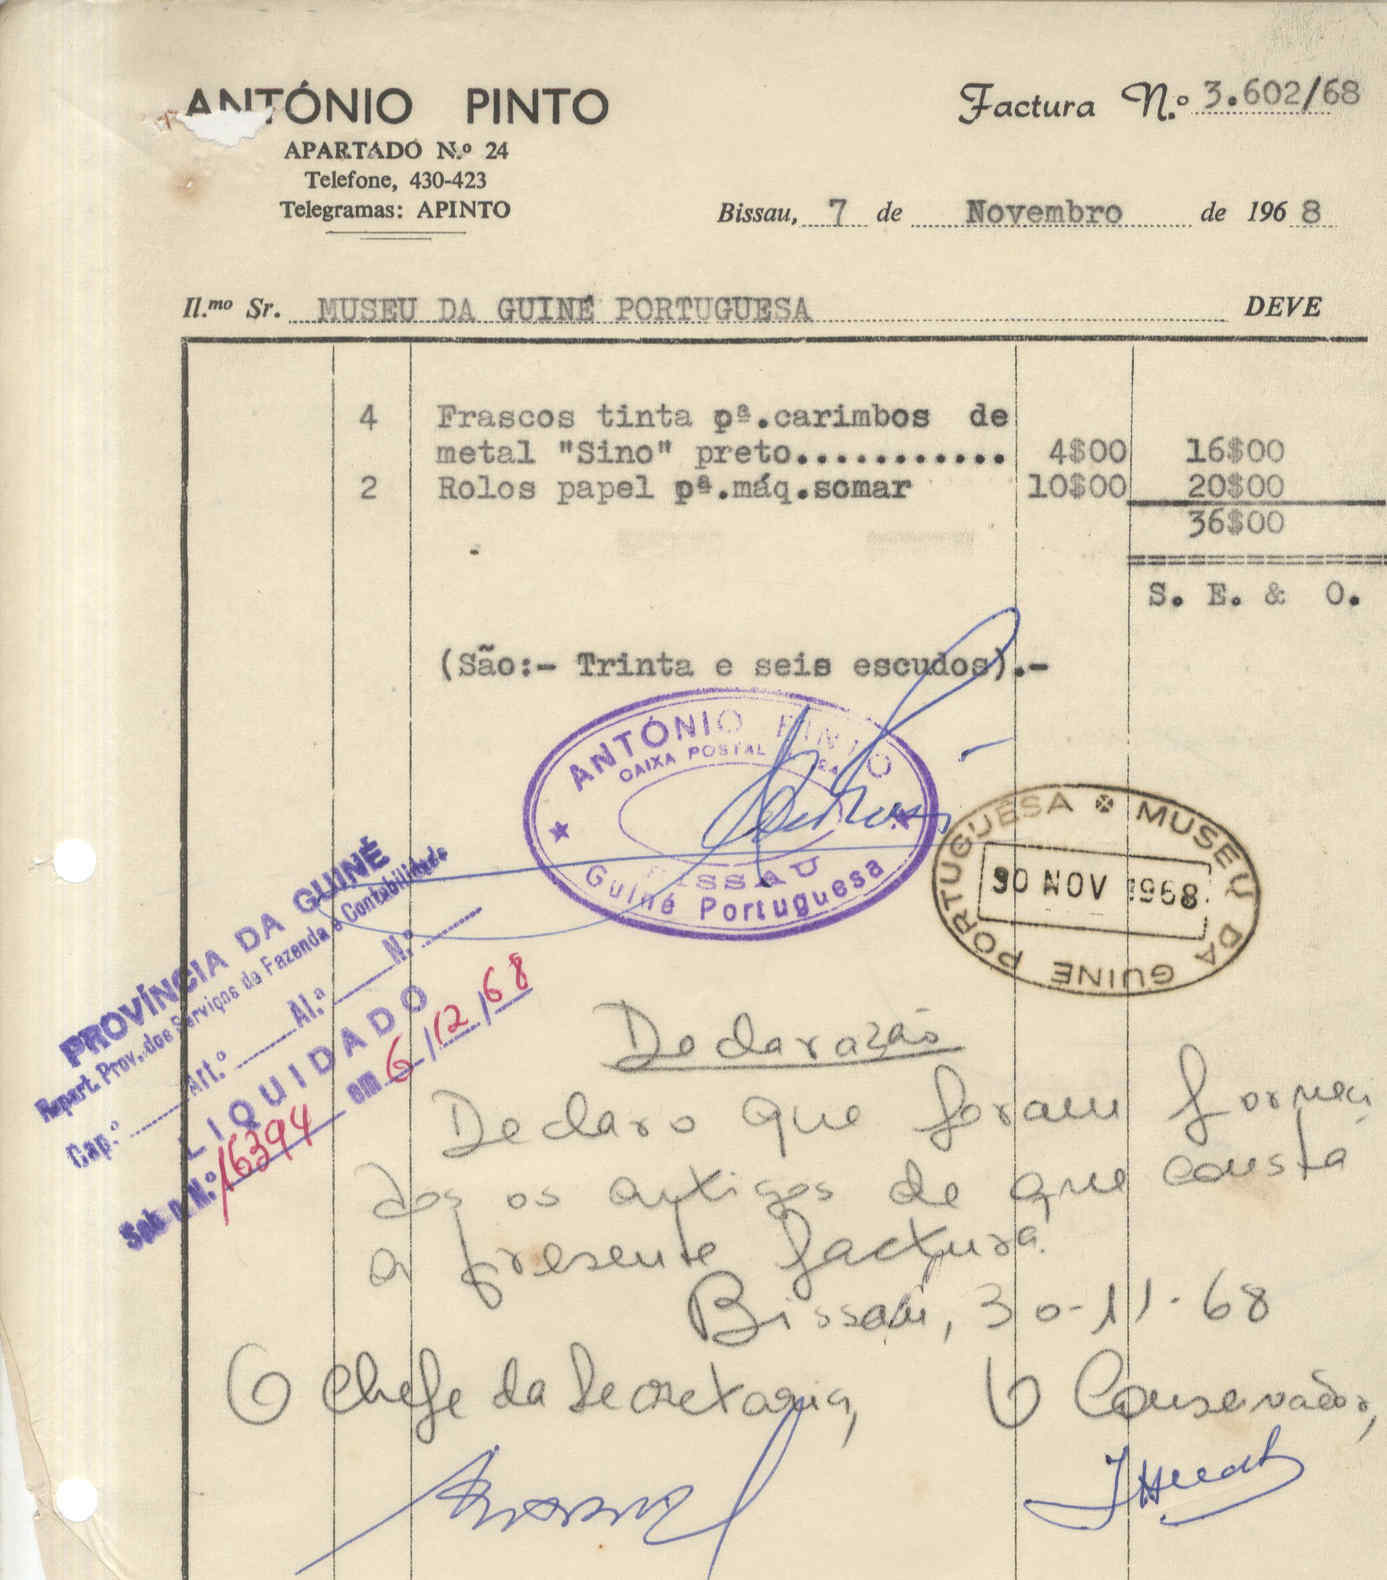 ANTÓNIO PINTO
APARTADO N.º 24
Telefone, 430-423
Telegramas: APINTO
Factura N.º 3.602/68
Bissau, 7 de Novembro de 1968
Il.mo Sr. MUSEU DA GUINÉ PORTUGUESA DEVE
4 Frascos tinta pª.carimbos de
metal "Sino" preto........... 4$00 16$00
2 Rolos papel pª.máq.somar 10$00 20$00
36$00
S. E. & O.
(São:- Trinta e seis escudos).-
ANTÓNIO PINTO
CAIXA POSTAL
BISSAU
Guiné Portuguesa
MUSEU DA GUINÉ PORTUGUESA
30 NOV 1968
PROVÍNCIA DA GUINÉ
Repart. Prov. dos Serviços de Fazenda e Contabilidade
Cap.º Art.º Al.ª N.º
LIQUIDADO
Sob o N.º 16394 em 6/12/68
Declaração
Declaro que foram forneci
dos os artigos de que consta
a presente factura.
Bissau, 30-11-68
O Chefe da Secretaria, O Conservador,